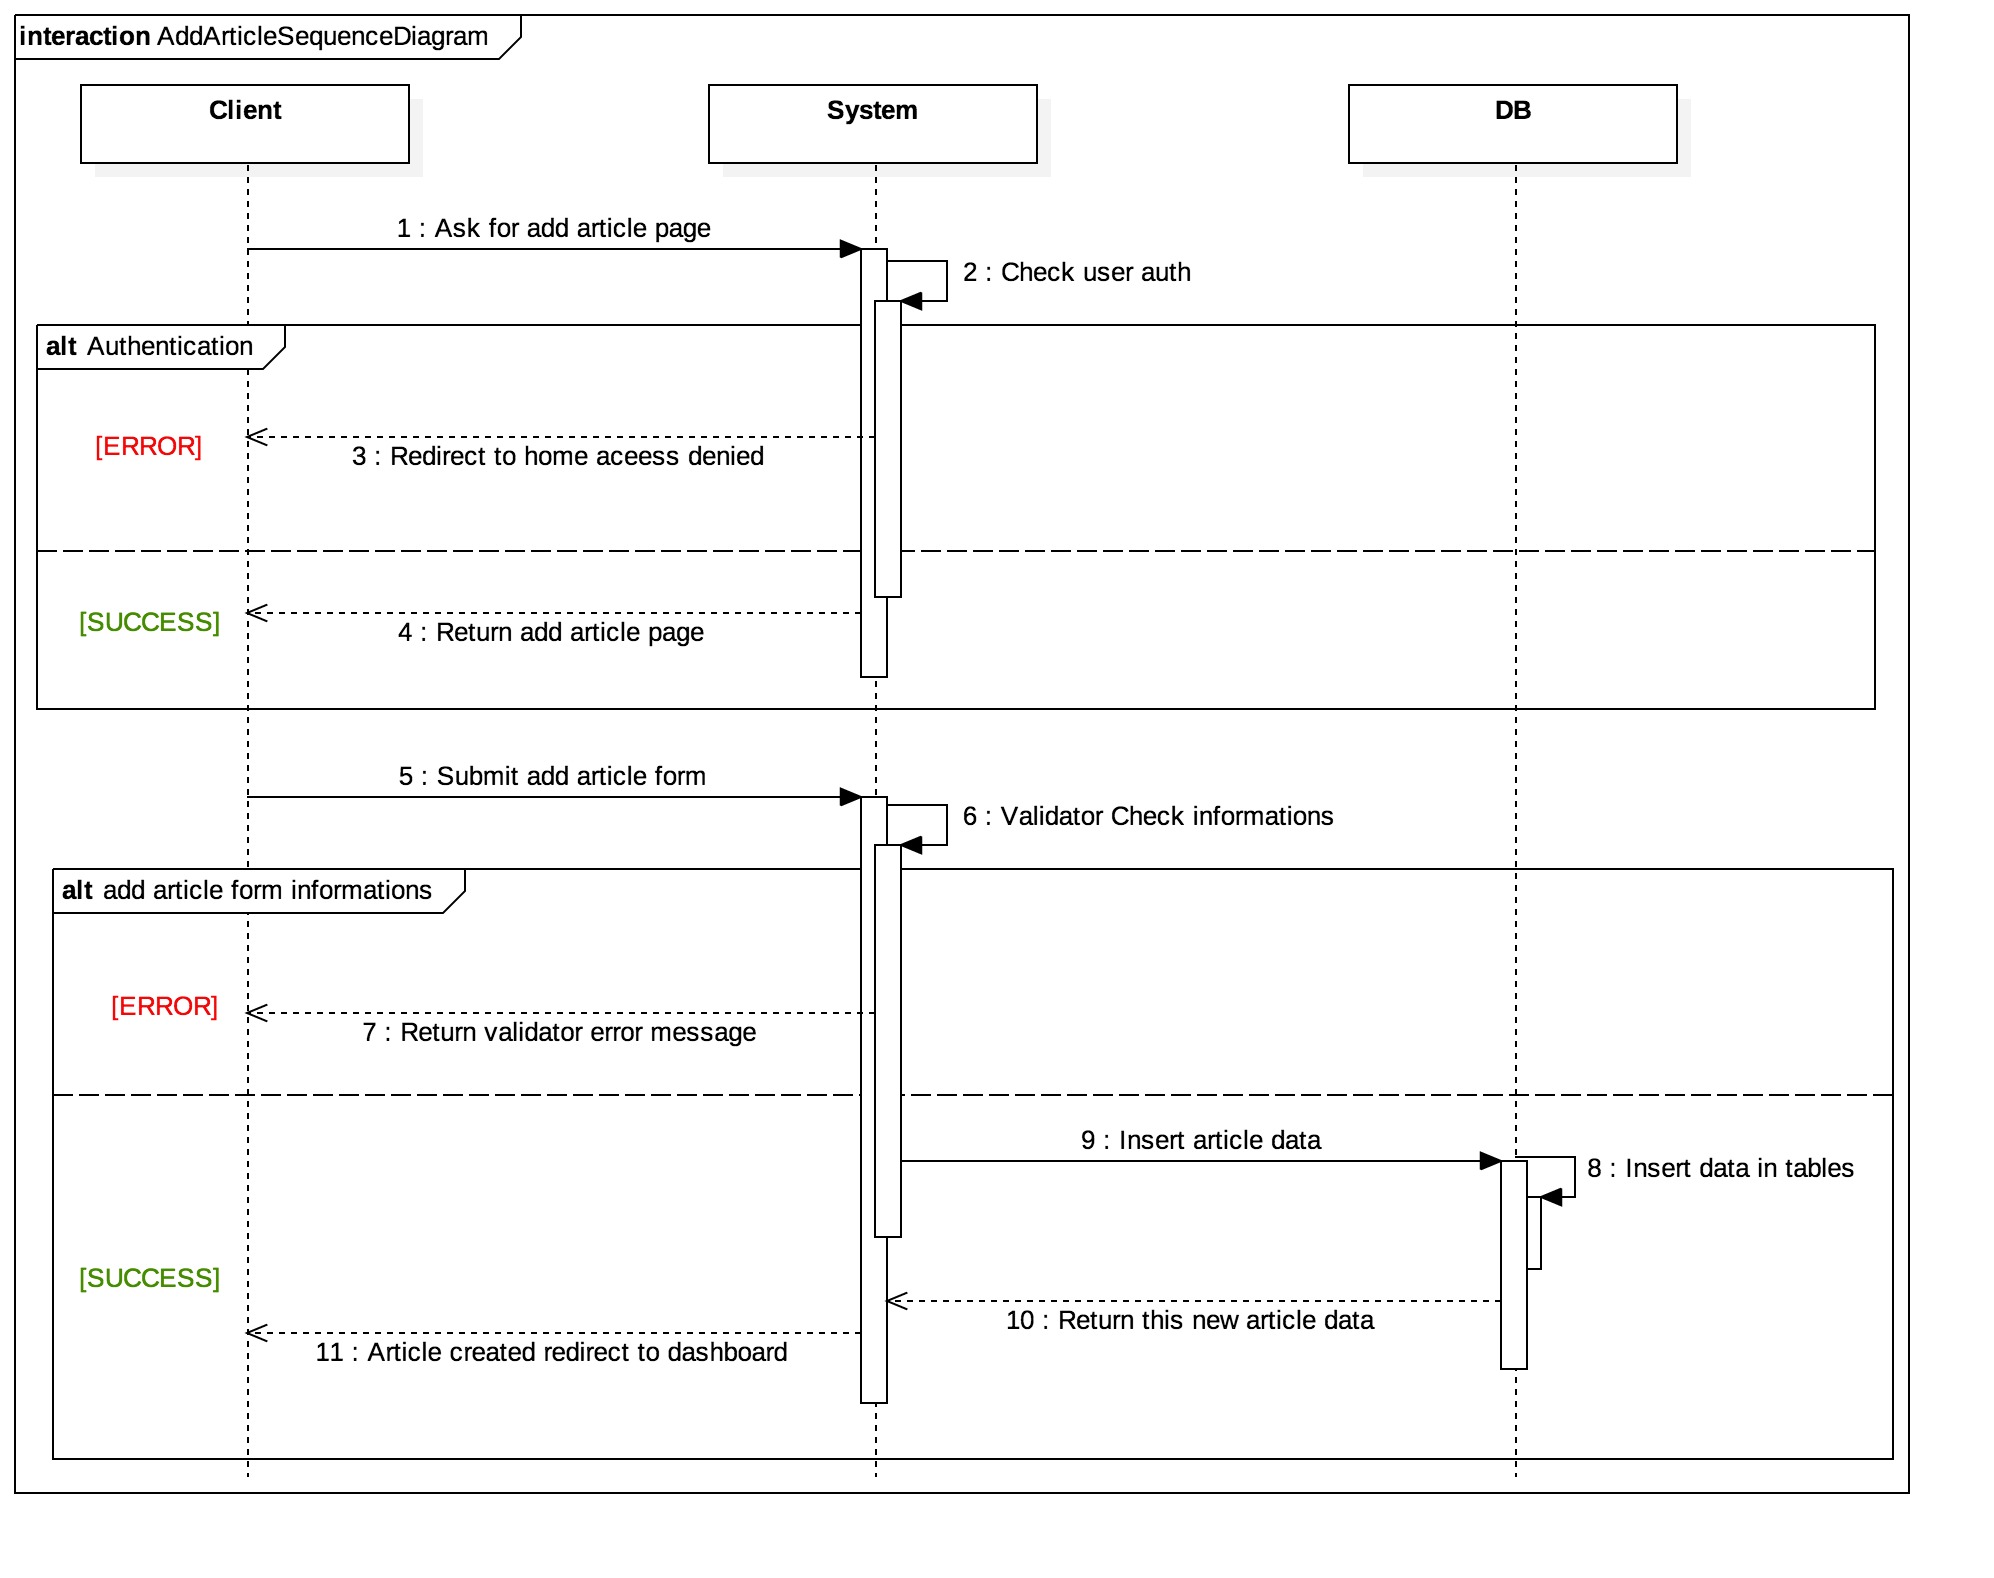 interaction AddArticleSequenceDiagram
Client
System
DB
1 : Ask for add article page
2 : Check user auth
alt Authentication
[ERROR]
3 : Redirect to home aceess denied
[SUCCESS]
4 : Return add article page
5 : Submit add article form
6 : Validator Check informations
alt add article form informations
[ERROR]
7 : Return validator error message
9 : Insert article data
8 : Insert data in tables
[SUCCESS]
10 : Return this new article data
11 : Article created redirect to dashboard